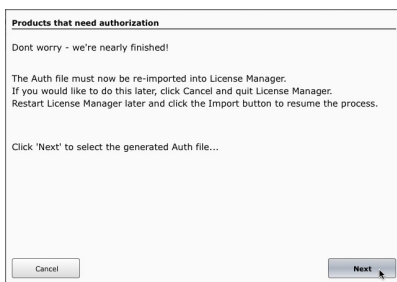 Products that need authorization
Dont worry - we're nearly finished!
The Auth file must now be re-imported into License Manager.
If you would like to do this later, click Cancel and quit License Manager.
Restart License Manager later and click the Import button to resume the process.
Click 'Next' to select the generated Auth file...
Cancel
Next